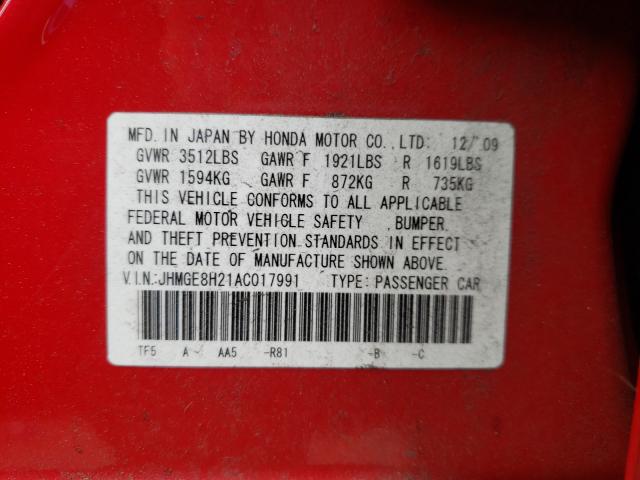 MFD. IN JAPAN BY HONDA MOTOR CO., LTD: 12/'09
GVWR 3512LBS GAWR F 1921LBS R 1619LBS
GVWR 1594KG GAWR F 872KG R 735KG
THIS VEHICLE CONFORMS TO ALL APPLICABLE
FEDERAL MOTOR VEHICLE SAFETY , BUMPER,
AND THEFT PREVENTION STANDARDS IN EFFECT
ON THE DATE OF MANUFACTURE SHOWN ABOVE.
V.I.N.:JHMGE8H21AC017991 TYPE: PASSENGER CAR
TF5 A - AA5 -R81 -B -C